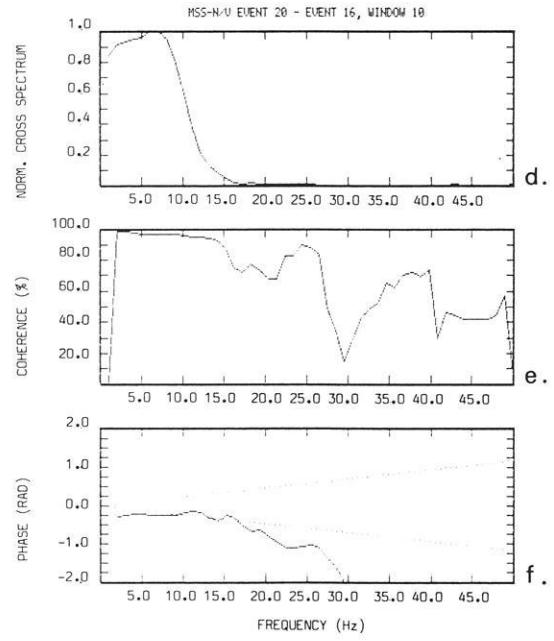 MSS-N/U EVENT 20 - EVENT 16, WINDOW 10
NORM. CROSS SPECTRUM
1.0
0.8
0.6
0.4
0.2
5.0 10.0 15.0 20.0 25.0 30.0 35.0 40.0 45.0
d.
COHERENCE (%)
100.0
80.0
60.0
40.0
20.0
5.0 10.0 15.0 20.0 25.0 30.0 35.0 40.0 45.0
e.
PHASE (RAD)
2.0
1.0
0.0
-1.0
-2.0
5.0 10.0 15.0 20.0 25.0 30.0 35.0 40.0 45.0
f.
FREQUENCY (Hz)